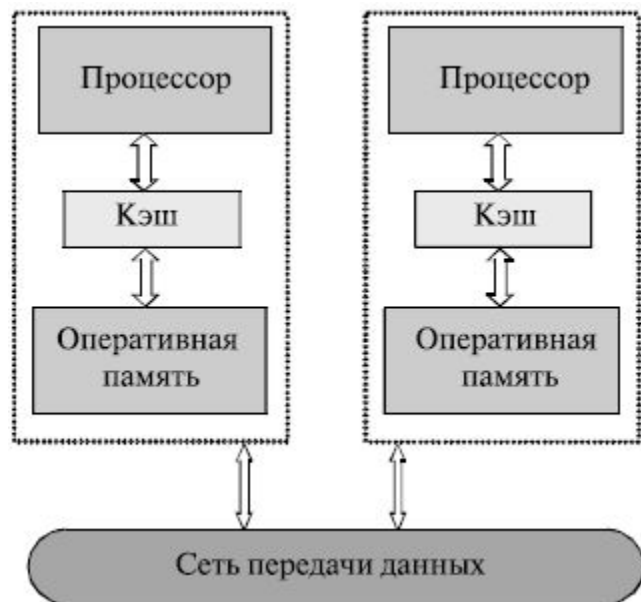 Процессор
Кэш
Оперативная
память
Процессор
Кэш
Оперативная
память
Сеть передачи данных